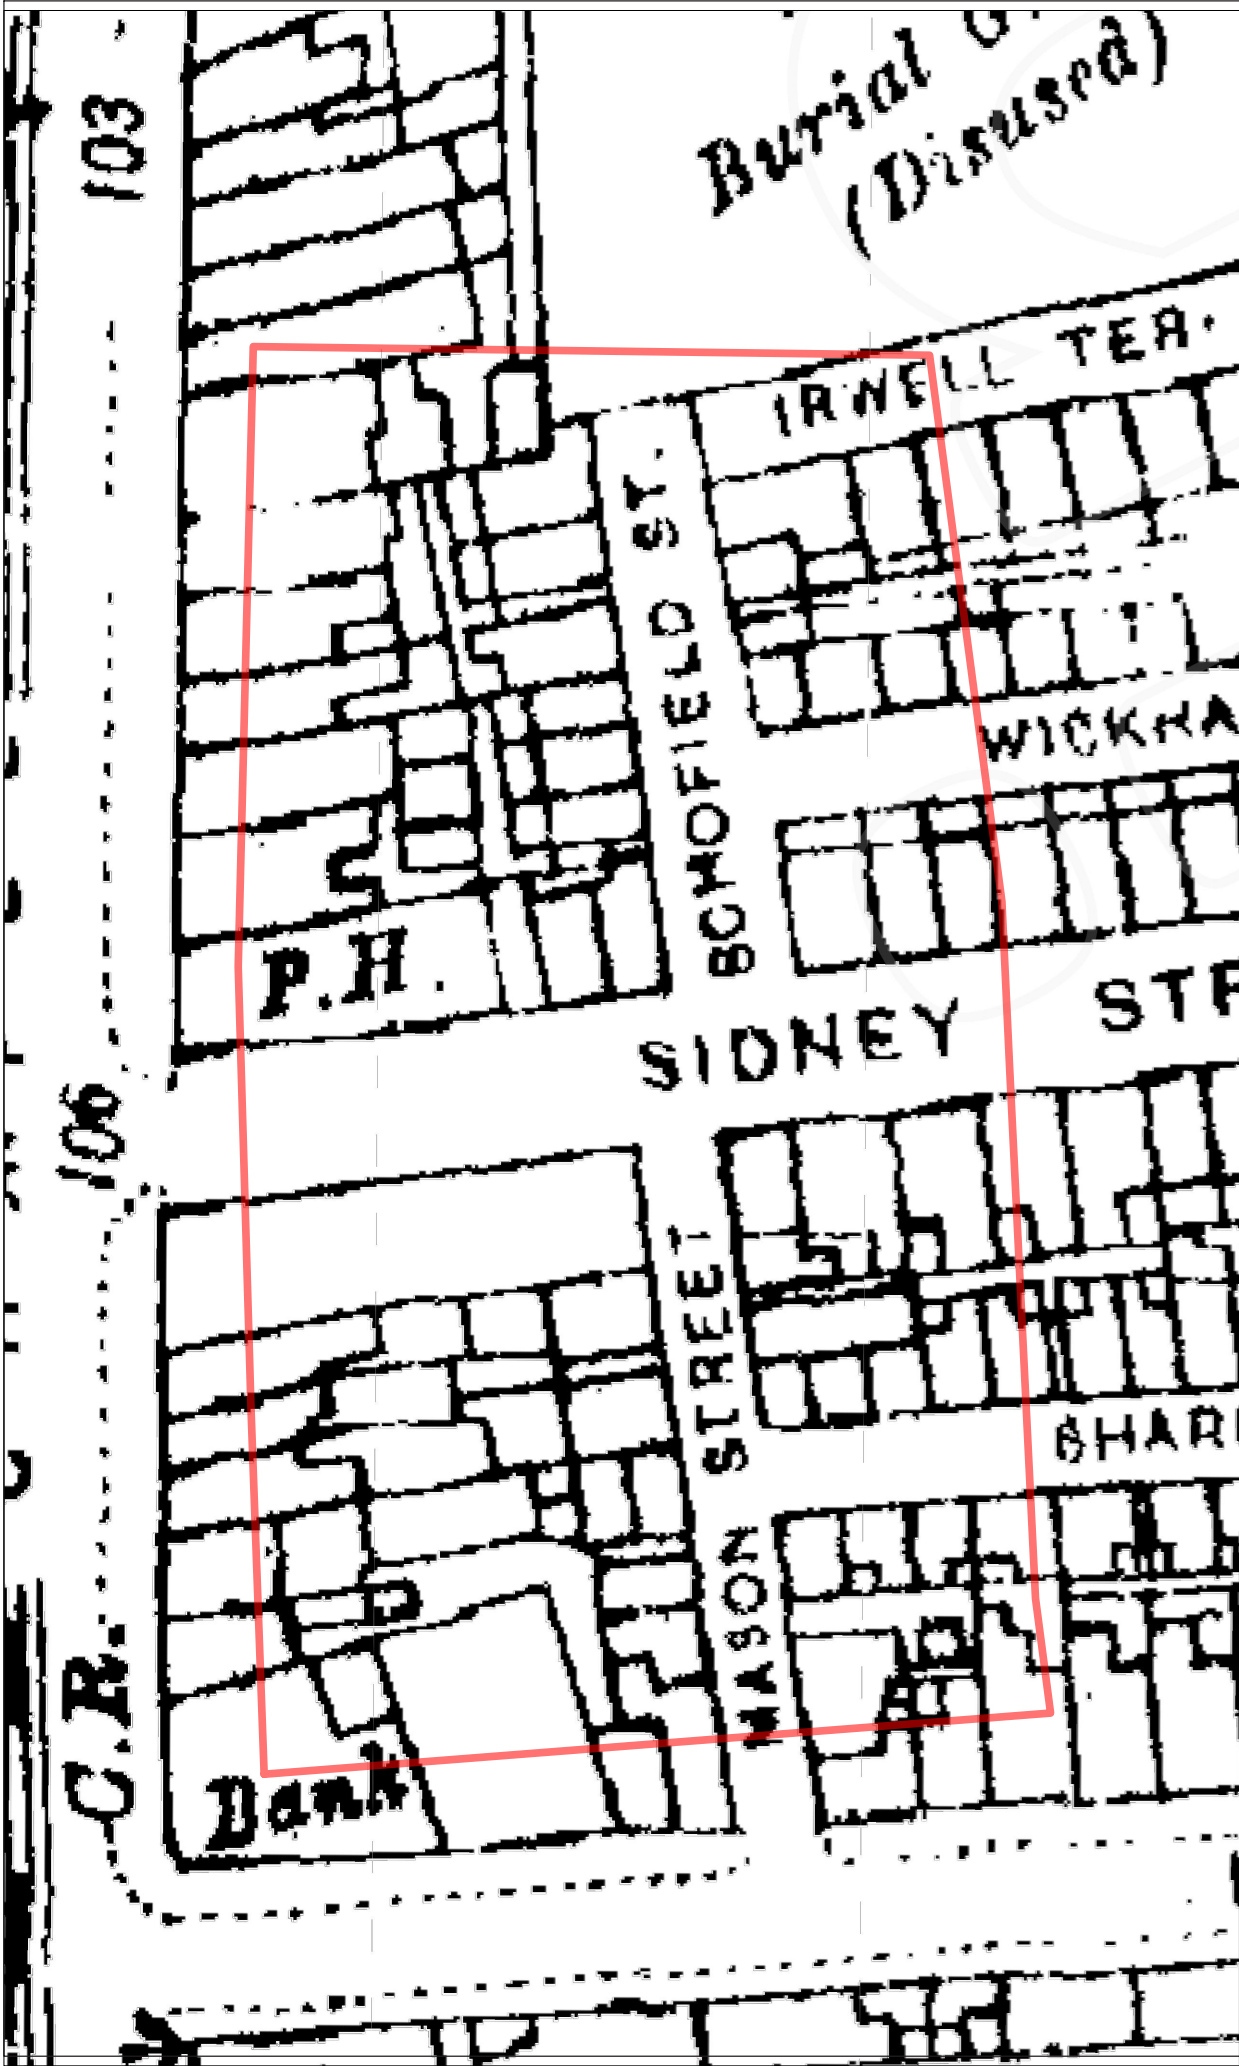 103
Burial
(Disused)
IRWELL TER.
SCHOFIELD ST.
WICKHA
P.H.
SIDNEY STR
106
MASON STREET
SHAR
C.R.
Bank